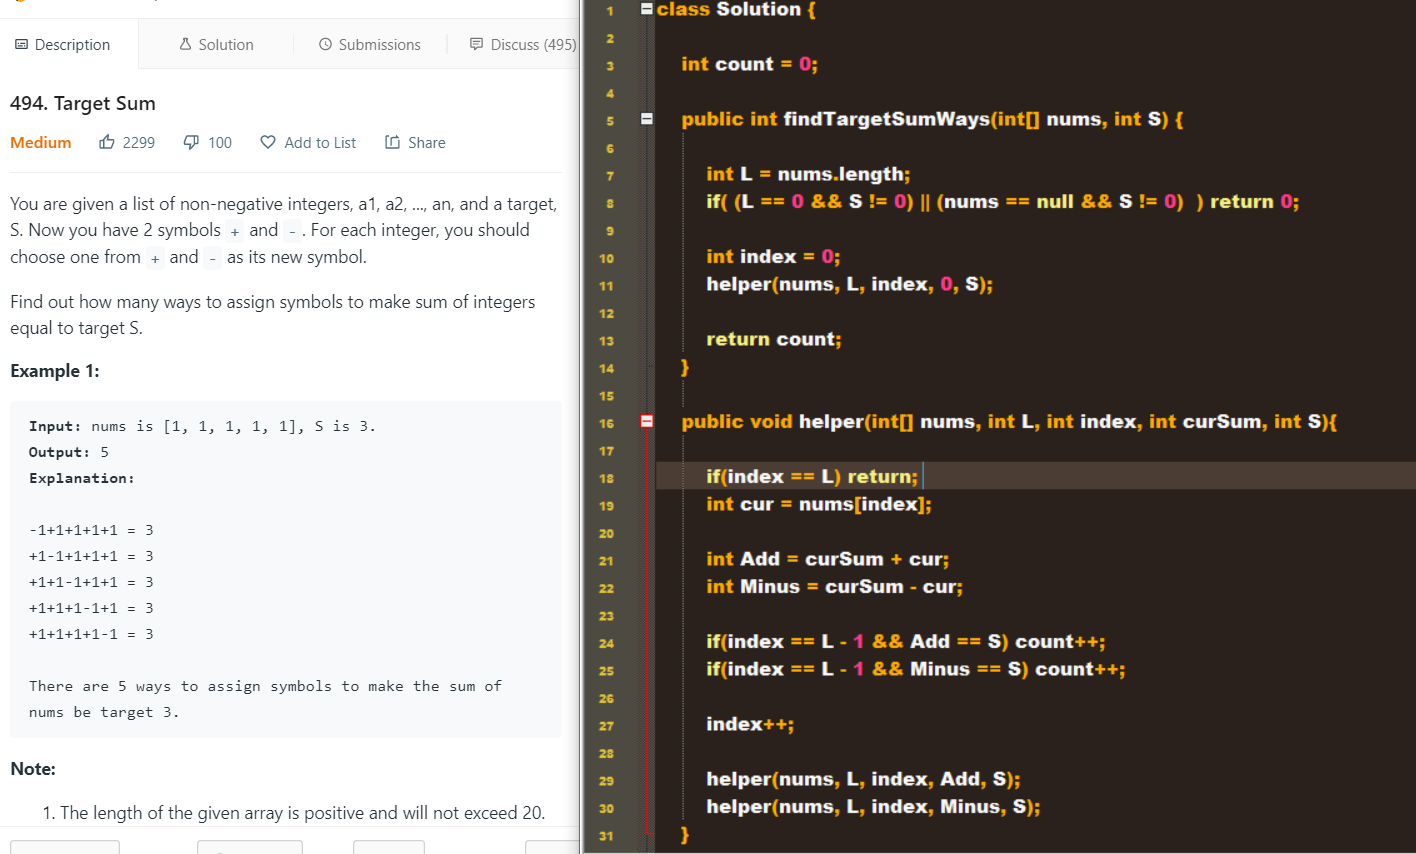 Description
Solution
Submissions
Discuss (495)
494. Target Sum
Medium 2299 100 Add to List Share
You are given a list of non-negative integers, a1, a2, ..., an, and a target,
S. Now you have 2 symbols + and -. For each integer, you should
choose one from + and - as its new symbol.
Find out how many ways to assign symbols to make sum of integers
equal to target S.
Example 1:
Input: nums is [1, 1, 1, 1, 1], S is 3.
Output: 5
Explanation:
-1+1+1+1+1 = 3
+1-1+1+1+1 = 3
+1+1-1+1+1 = 3
+1+1+1-1+1 = 3
+1+1+1+1-1 = 3
There are 5 ways to assign symbols to make the sum of
nums be target 3.
Note:
1. The length of the given array is positive and will not exceed 20.
1 class Solution {
2
3 int count = 0;
4
5 public int findTargetSumWays(int[] nums, int S) {
6
7 int L = nums.length;
8 if( (L == 0 && S != 0) || (nums == null && S != 0) ) return 0;
9
10 int index = 0;
11 helper(nums, L, index, 0, S);
12
13 return count;
14 }
15
16 public void helper(int[] nums, int L, int index, int curSum, int S){
17
18 if(index == L) return;
19 int cur = nums[index];
20
21 int Add = curSum + cur;
22 int Minus = curSum - cur;
23
24 if(index == L - 1 && Add == S) count++;
25 if(index == L - 1 && Minus == S) count++;
26
27 index++;
28
29 helper(nums, L, index, Add, S);
30 helper(nums, L, index, Minus, S);
31 }